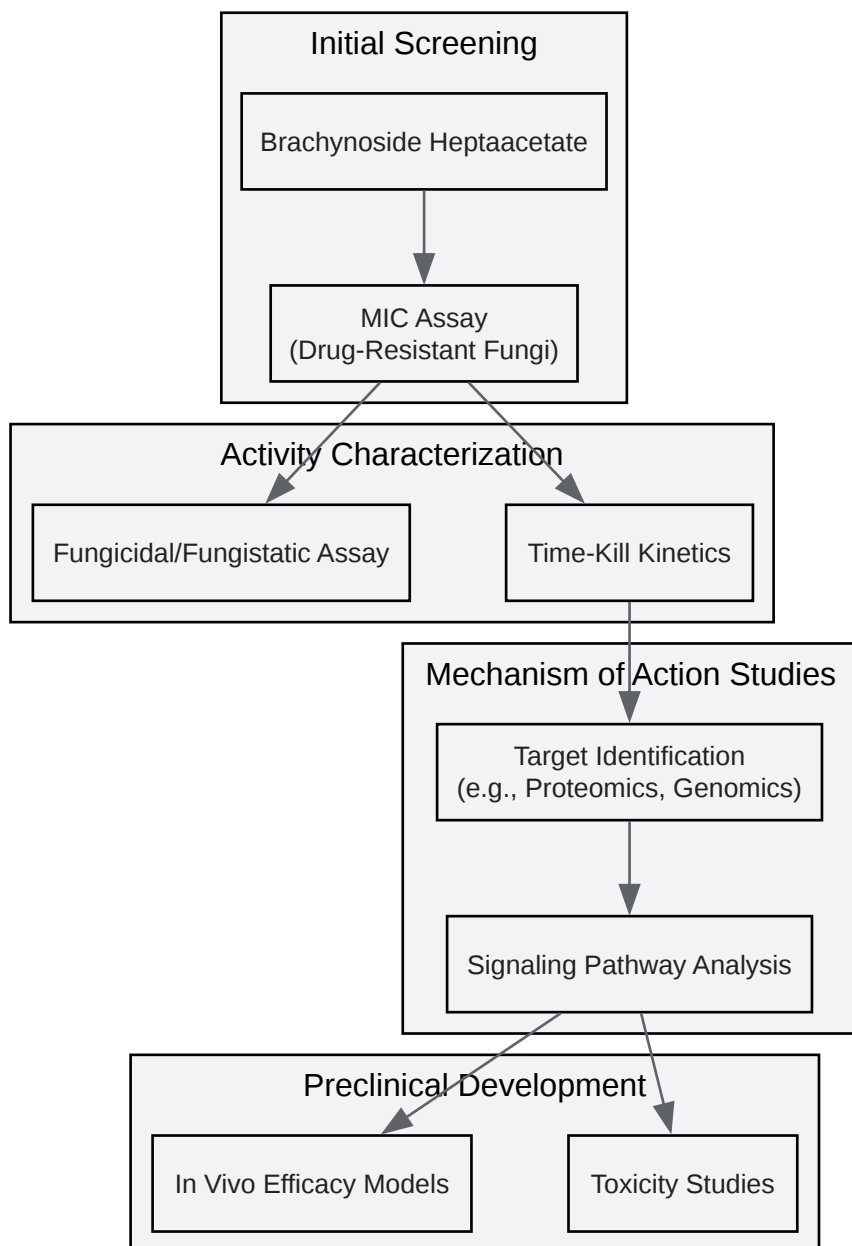 Initial Screening
Brachynoside Heptaacetate
MIC Assay
(Drug-Resistant Fungi)
Activity Characterization
Fungicidal/Fungistatic Assay
Time-Kill Kinetics
Mechanism of Action Studies
Target Identification
(e.g., Proteomics, Genomics)
Signaling Pathway Analysis
Preclinical Development
In Vivo Efficacy Models
Toxicity Studies